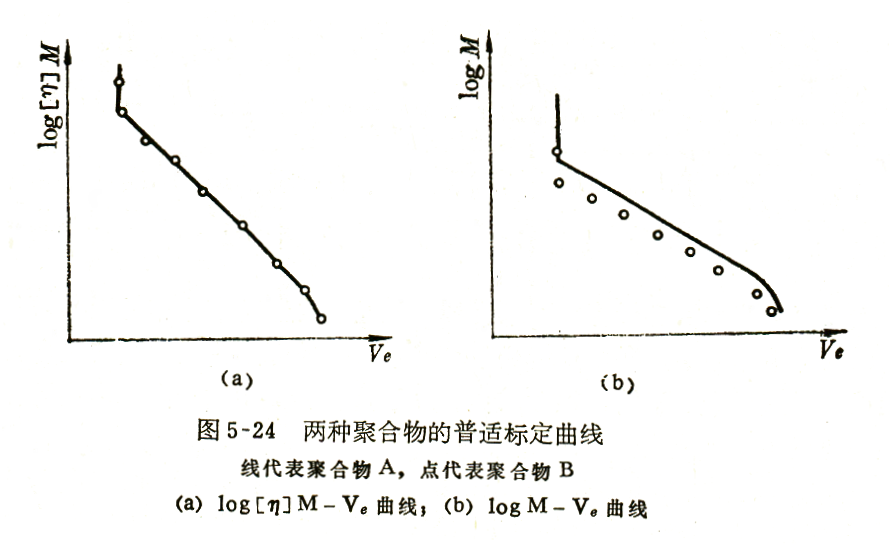 log[η]M
Ve
(a)
log M
Ve
(b)
图 5-24 两种聚合物的普适标定曲线
线代表聚合物 A，点代表聚合物 B
(a) log[η]M－Ve 曲线；(b) log M－Ve 曲线